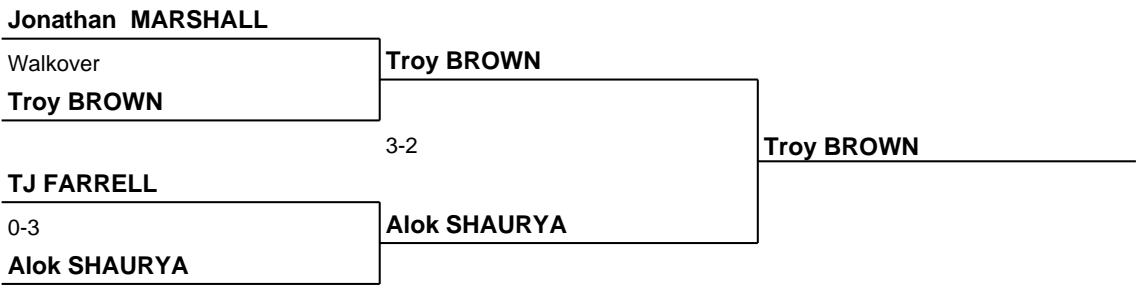 Jonathan  MARSHALL
Walkover
Troy BROWN
Troy BROWN
3-2
Troy BROWN
TJ FARRELL
0-3
Alok SHAURYA
Alok SHAURYA